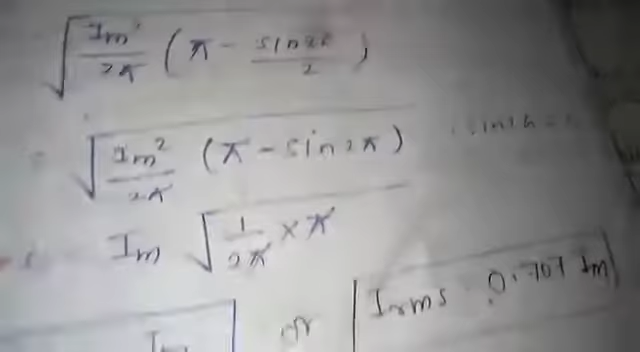 √(Im²/2π (π - sin2π/2))
√(Im²/2π (π - sin2π))
Im √(1/2π × π)
Im or Irms = 0.707 Im